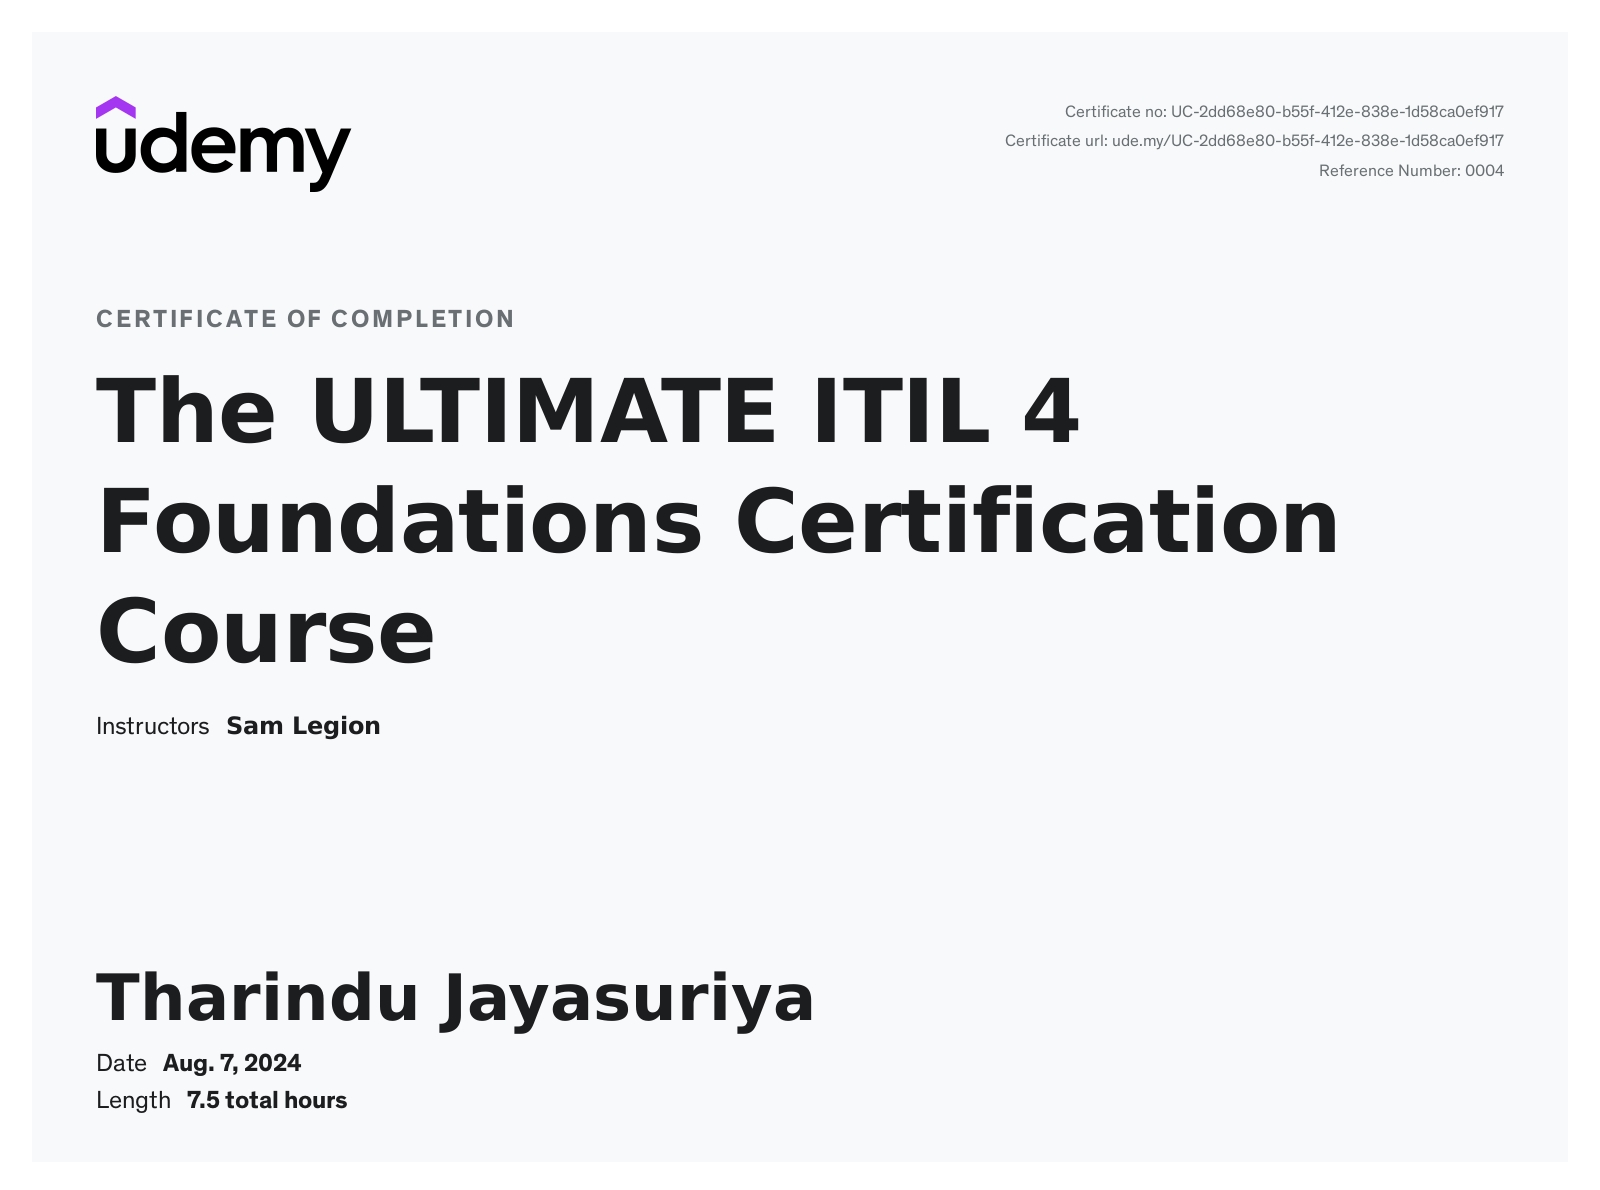 udemy
Certificate no: UC-2dd68e80-b55f-412e-838e-1d58ca0ef917
Certificate url: ude.my/UC-2dd68e80-b55f-412e-838e-1d58ca0ef917
Reference Number: 0004
CERTIFICATE OF COMPLETION
The ULTIMATE ITIL 4
Foundations Certification
Course
Instructors Sam Legion
Tharindu Jayasuriya
Date Aug. 7, 2024
Length 7.5 total hours